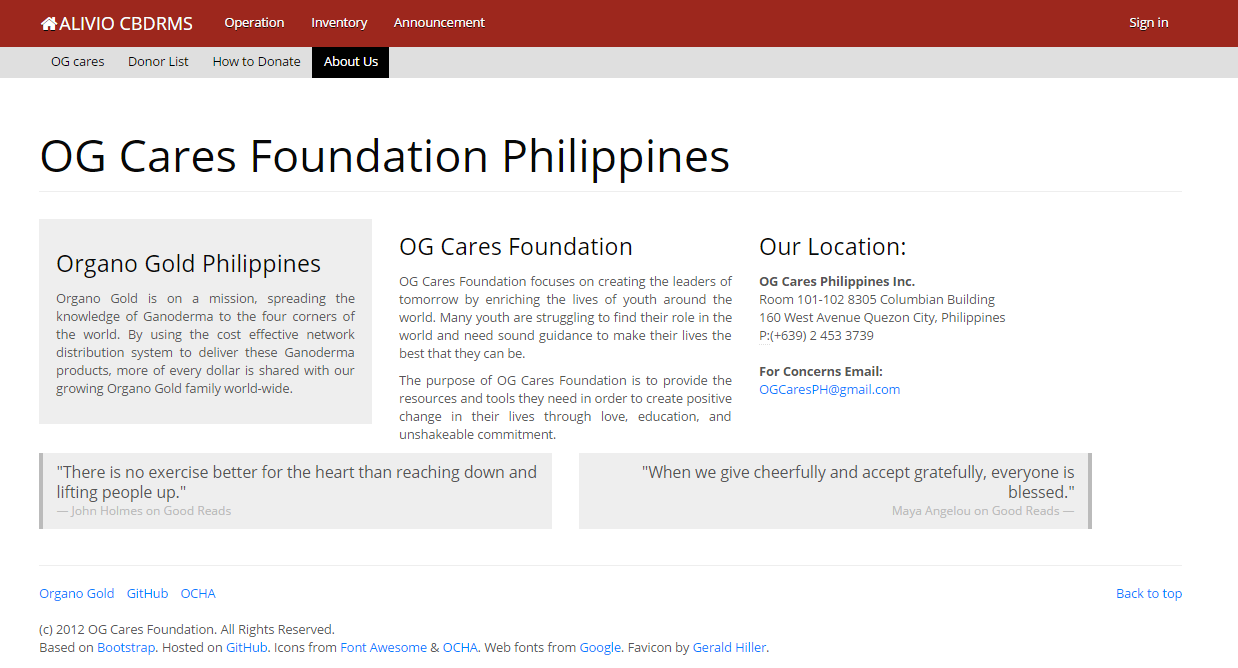 ALIVIO CBDRMS Operation Inventory Announcement Sign in
OG cares Donor List How to Donate About Us
OG Cares Foundation Philippines
Organo Gold Philippines
Organo Gold is on a mission, spreading the
knowledge of Ganoderma to the four corners of
the world. By using the cost effective network
distribution system to deliver these Ganoderma
products, more of every dollar is shared with our
growing Organo Gold family world-wide.
OG Cares Foundation
OG Cares Foundation focuses on creating the leaders of
tomorrow by enriching the lives of youth around the
world. Many youth are struggling to find their role in the
world and need sound guidance to make their lives the
best that they can be.
The purpose of OG Cares Foundation is to provide the
resources and tools they need in order to create positive
change in their lives through love, education, and
unshakeable commitment.
Our Location:
OG Cares Philippines Inc.
Room 101-102 8305 Columbian Building
160 West Avenue Quezon City, Philippines
P:(+639) 2 453 3739
For Concerns Email:
OGCaresPH@gmail.com
"There is no exercise better for the heart than reaching down and
lifting people up."
— John Holmes on Good Reads
"When we give cheerfully and accept gratefully, everyone is
blessed."
Maya Angelou on Good Reads —
Organo Gold GitHub OCHA Back to top
(c) 2012 OG Cares Foundation. All Rights Reserved.
Based on Bootstrap. Hosted on GitHub. Icons from Font Awesome & OCHA. Web fonts from Google. Favicon by Gerald Hiller.